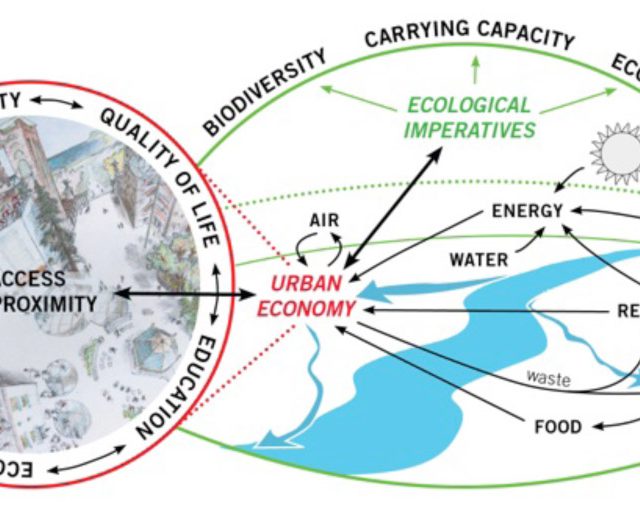 CARRYING CAPACITY
BIODIVERSITY
ECO
ECOLOGICAL
IMPERATIVES
TY
QUALITY OF LIFE
ENERGY
AIR
WATER
ACCESS
PROXIMITY
URBAN
ECONOMY
RE
EDUCATION
waste
FOOD
ECO